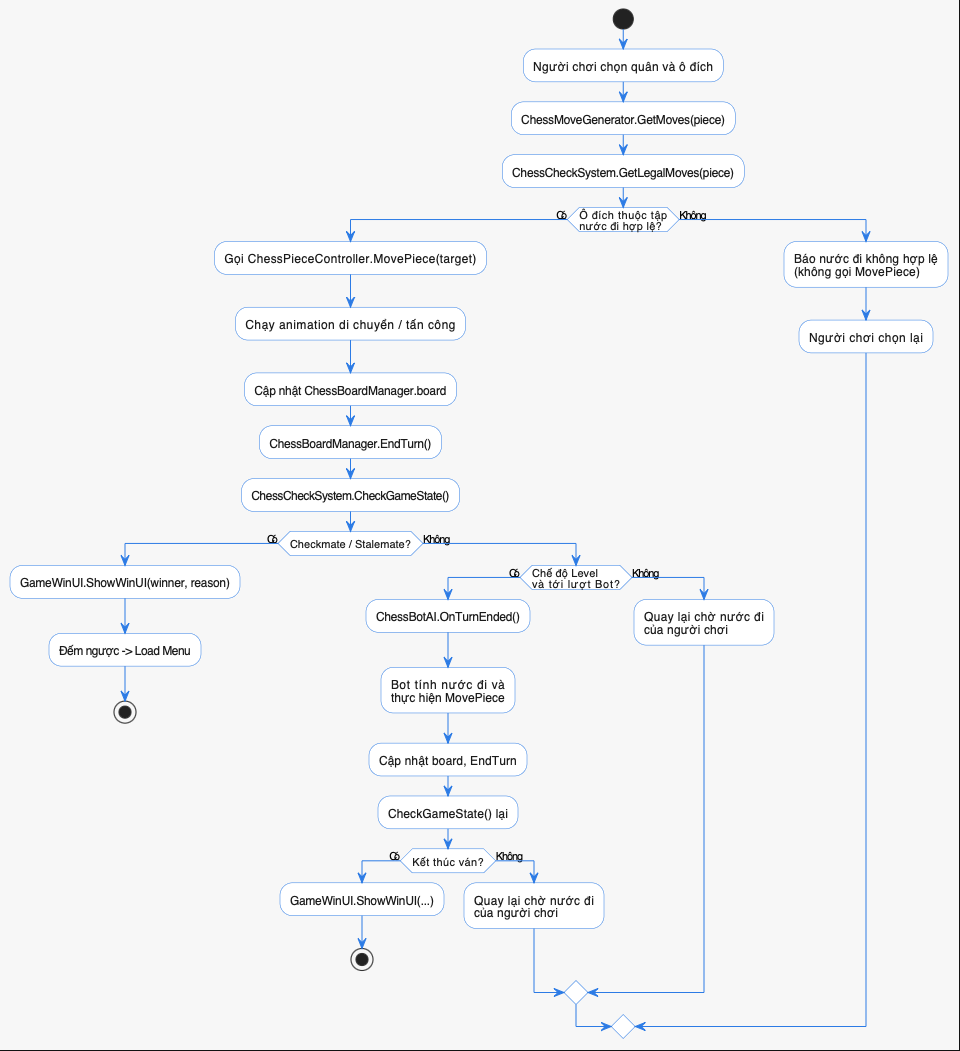 Người chơi chọn quân và ô đích
ChessMoveGenerator.GetMoves(piece)
ChessCheckSystem.GetLegalMoves(piece)
Có
Ô đích thuộc tập
nước đi hợp lệ?
Không
Gọi ChessPieceController.MovePiece(target)
Chạy animation di chuyển / tấn công
Cập nhật ChessBoardManager.board
ChessBoardManager.EndTurn()
ChessCheckSystem.CheckGameState()
Có
Checkmate / Stalemate?
Không
GameWinUI.ShowWinUI(winner, reason)
Đếm ngược -> Load Menu
Có
Chế độ Level
và tới lượt Bot?
Không
ChessBotAI.OnTurnEnded()
Bot tính nước đi và
thực hiện MovePiece
Cập nhật board, EndTurn
CheckGameState() lại
Có
Kết thúc ván?
Không
GameWinUI.ShowWinUI(...)
Quay lại chờ nước đi
của người chơi
Quay lại chờ nước đi
của người chơi
Báo nước đi không hợp lệ
(không gọi MovePiece)
Người chơi chọn lại